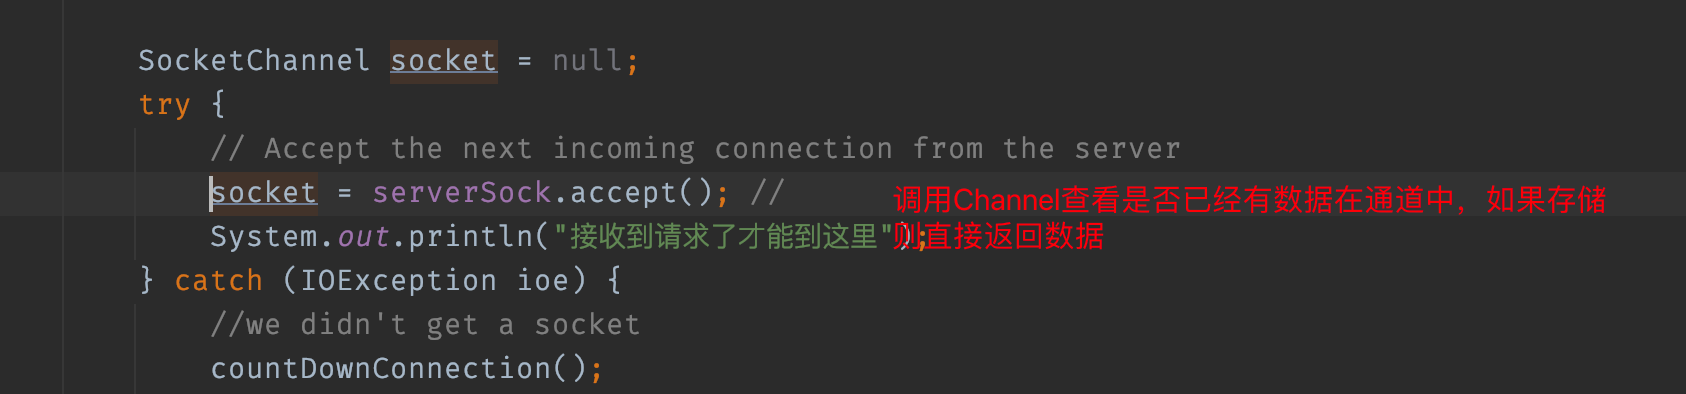 SocketChannel socket = null;
try {
// Accept the next incoming connection from the server
socket = serverSock.accept(); //
调用Channel查看是否已经有数据在通道中，如果存储
则直接返回数据
System.out.println("接收到请求了才能到这里");
} catch (IOException ioe) {
//we didn't get a socket
countDownConnection();